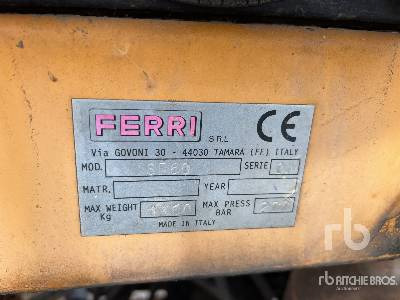 FERRI S.R.L
CE
Via GOVONI 30 - 44030 TAMARA (FE) ITALY
MOD. SERIE
MATR. YEAR
MAX WEIGHT Kg MAX PRESS BAR
MADE IN ITALY
rb
rb RITCHIE BROS